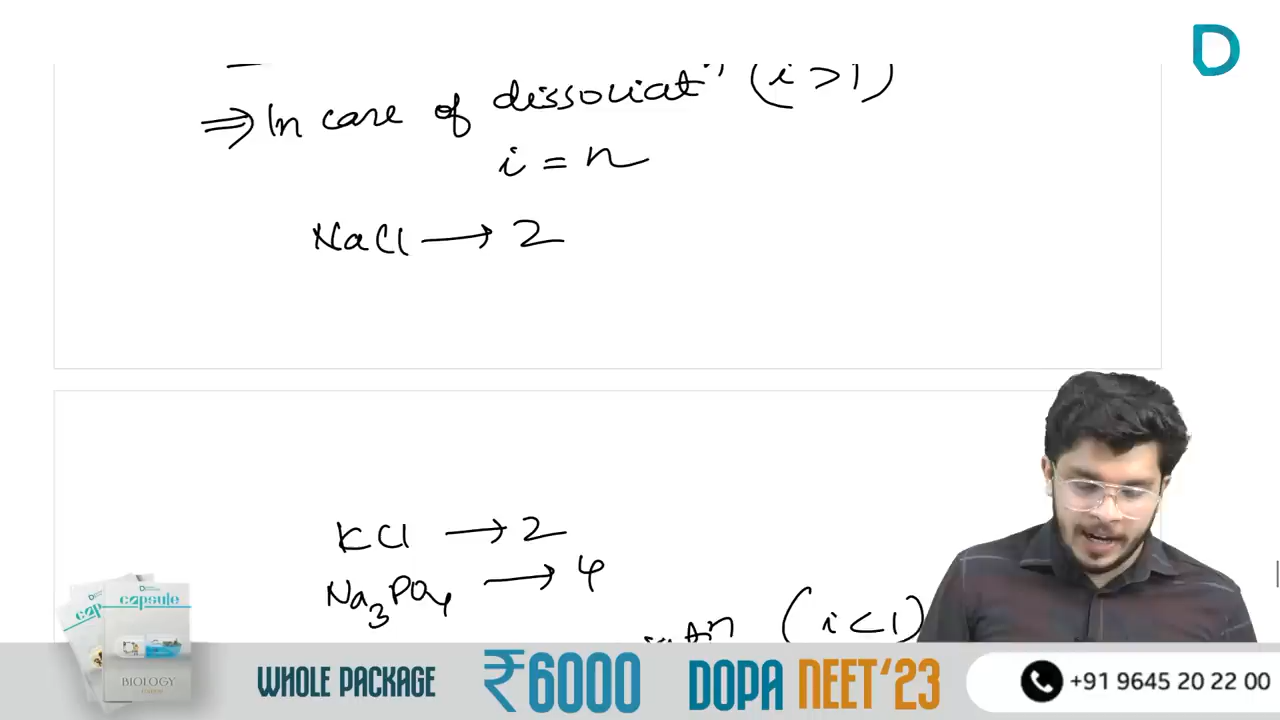 D
⇒ In case of dissociatⁿ (i > 1)
i = n
NaCl → 2
KCl → 2
Na₃PO₄ → 4
(i < 1)
capsule
BIOLOGY
WHOLE PACKAGE ₹6000 DOPA NEET'23 +91 9645 20 22 00